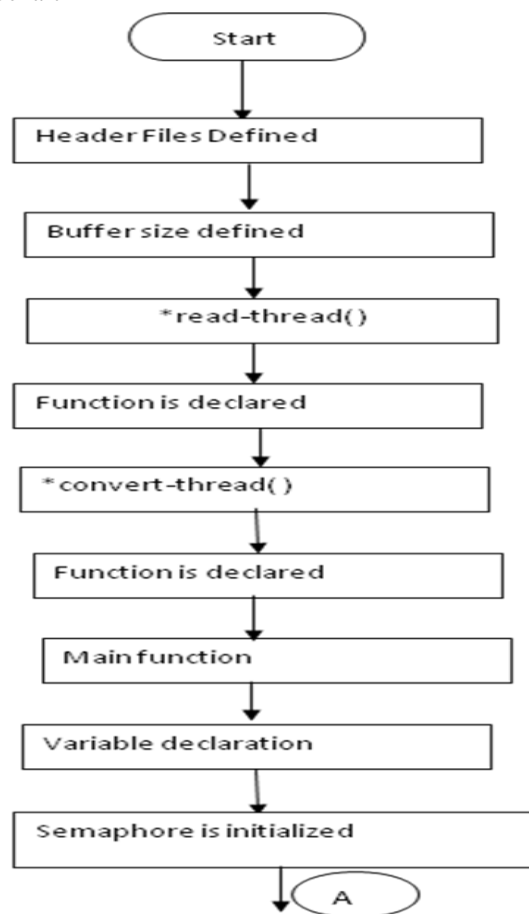 Start
Header Files Defined
Buffer size defined
*read-thread()
Function is declared
*convert-thread()
Function is declared
Main function
Variable declaration
Semaphore is initialized
A